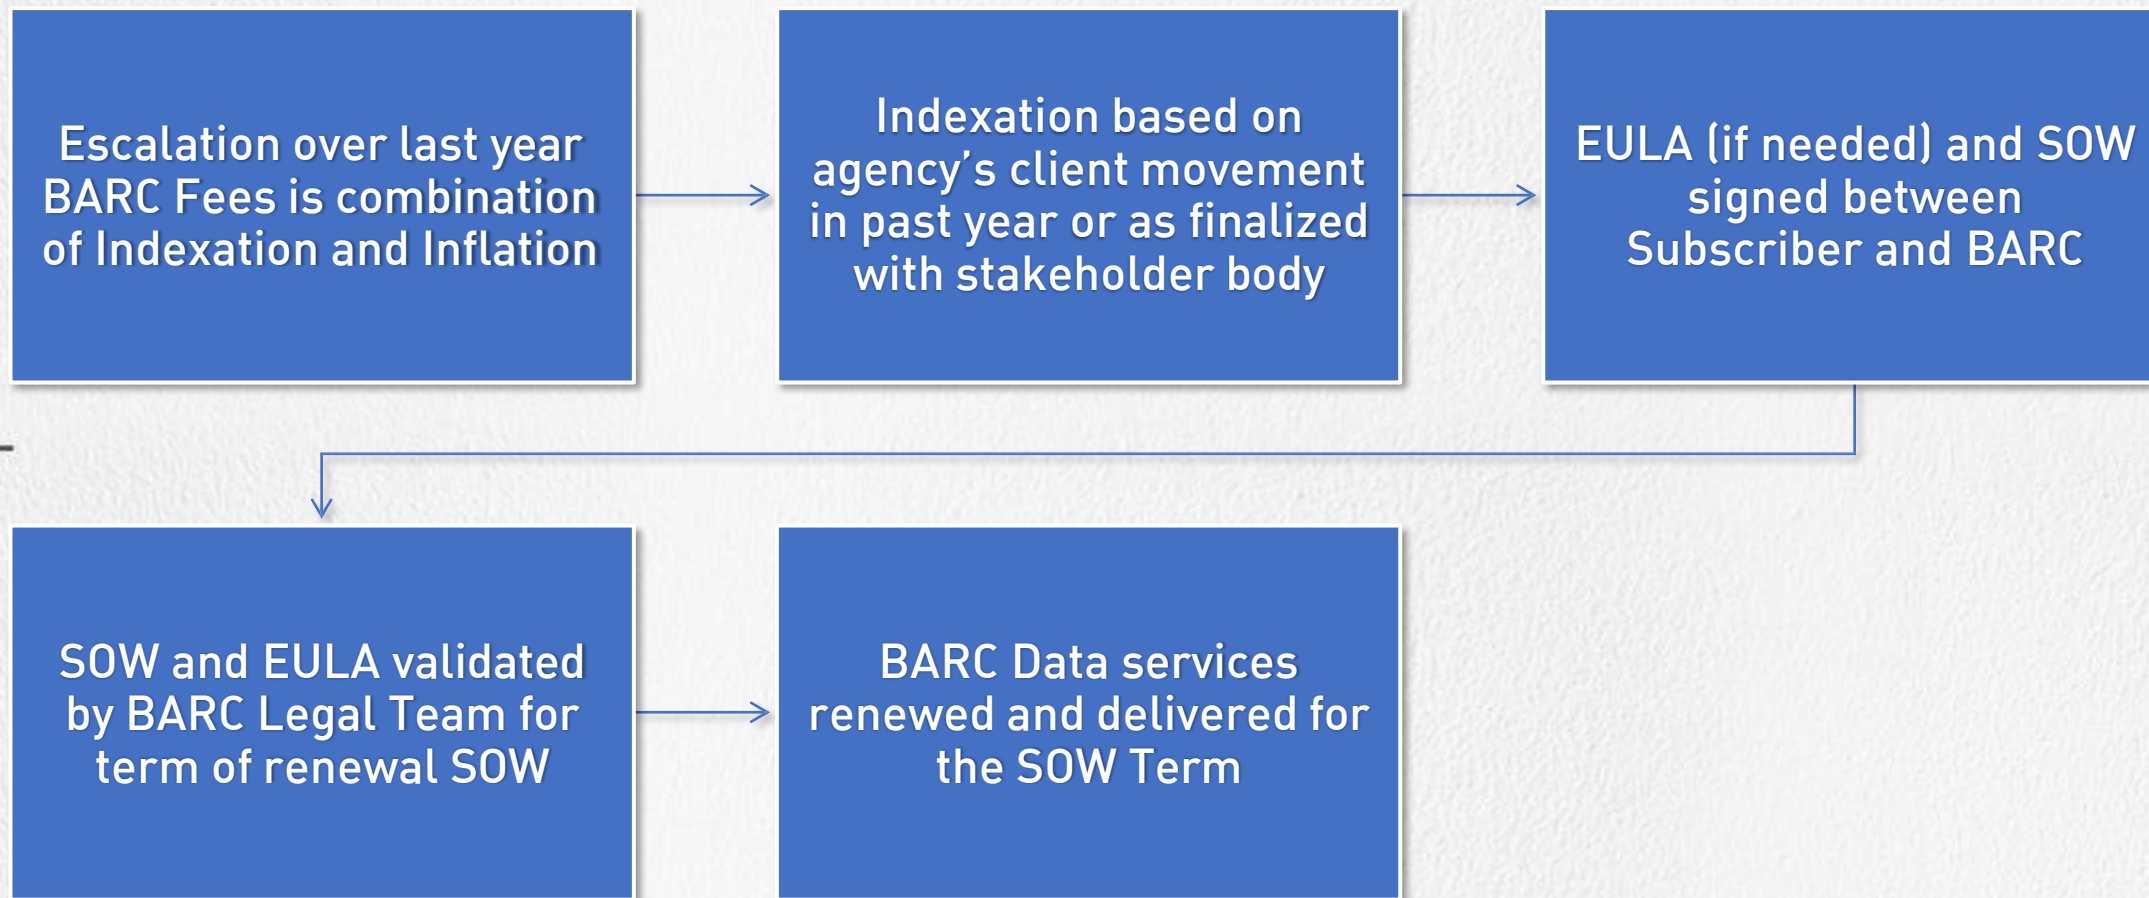 Escalation over last year
BARC Fees is combination
of Indexation and Inflation
Indexation based on
agency’s client movement
in past year or as finalized
with stakeholder body
EULA (if needed) and SOW
signed between
Subscriber and BARC
SOW and EULA validated
by BARC Legal Team for
term of renewal SOW
BARC Data services
renewed and delivered for
the SOW Term